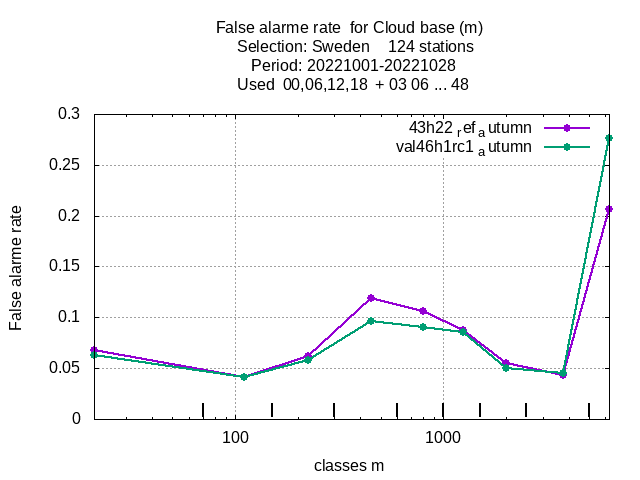 False alarme rate  for Cloud base (m)
Selection: Sweden    124 stations
Period: 20221001-20221028
Used  00,06,12,18  + 03 06 ... 48
43h22 ref a utumn
val46h1rc1 a utumn
0.3
0.25
0.2
0.15
0.1
0.05
0
False alarme rate
100
1000
classes m